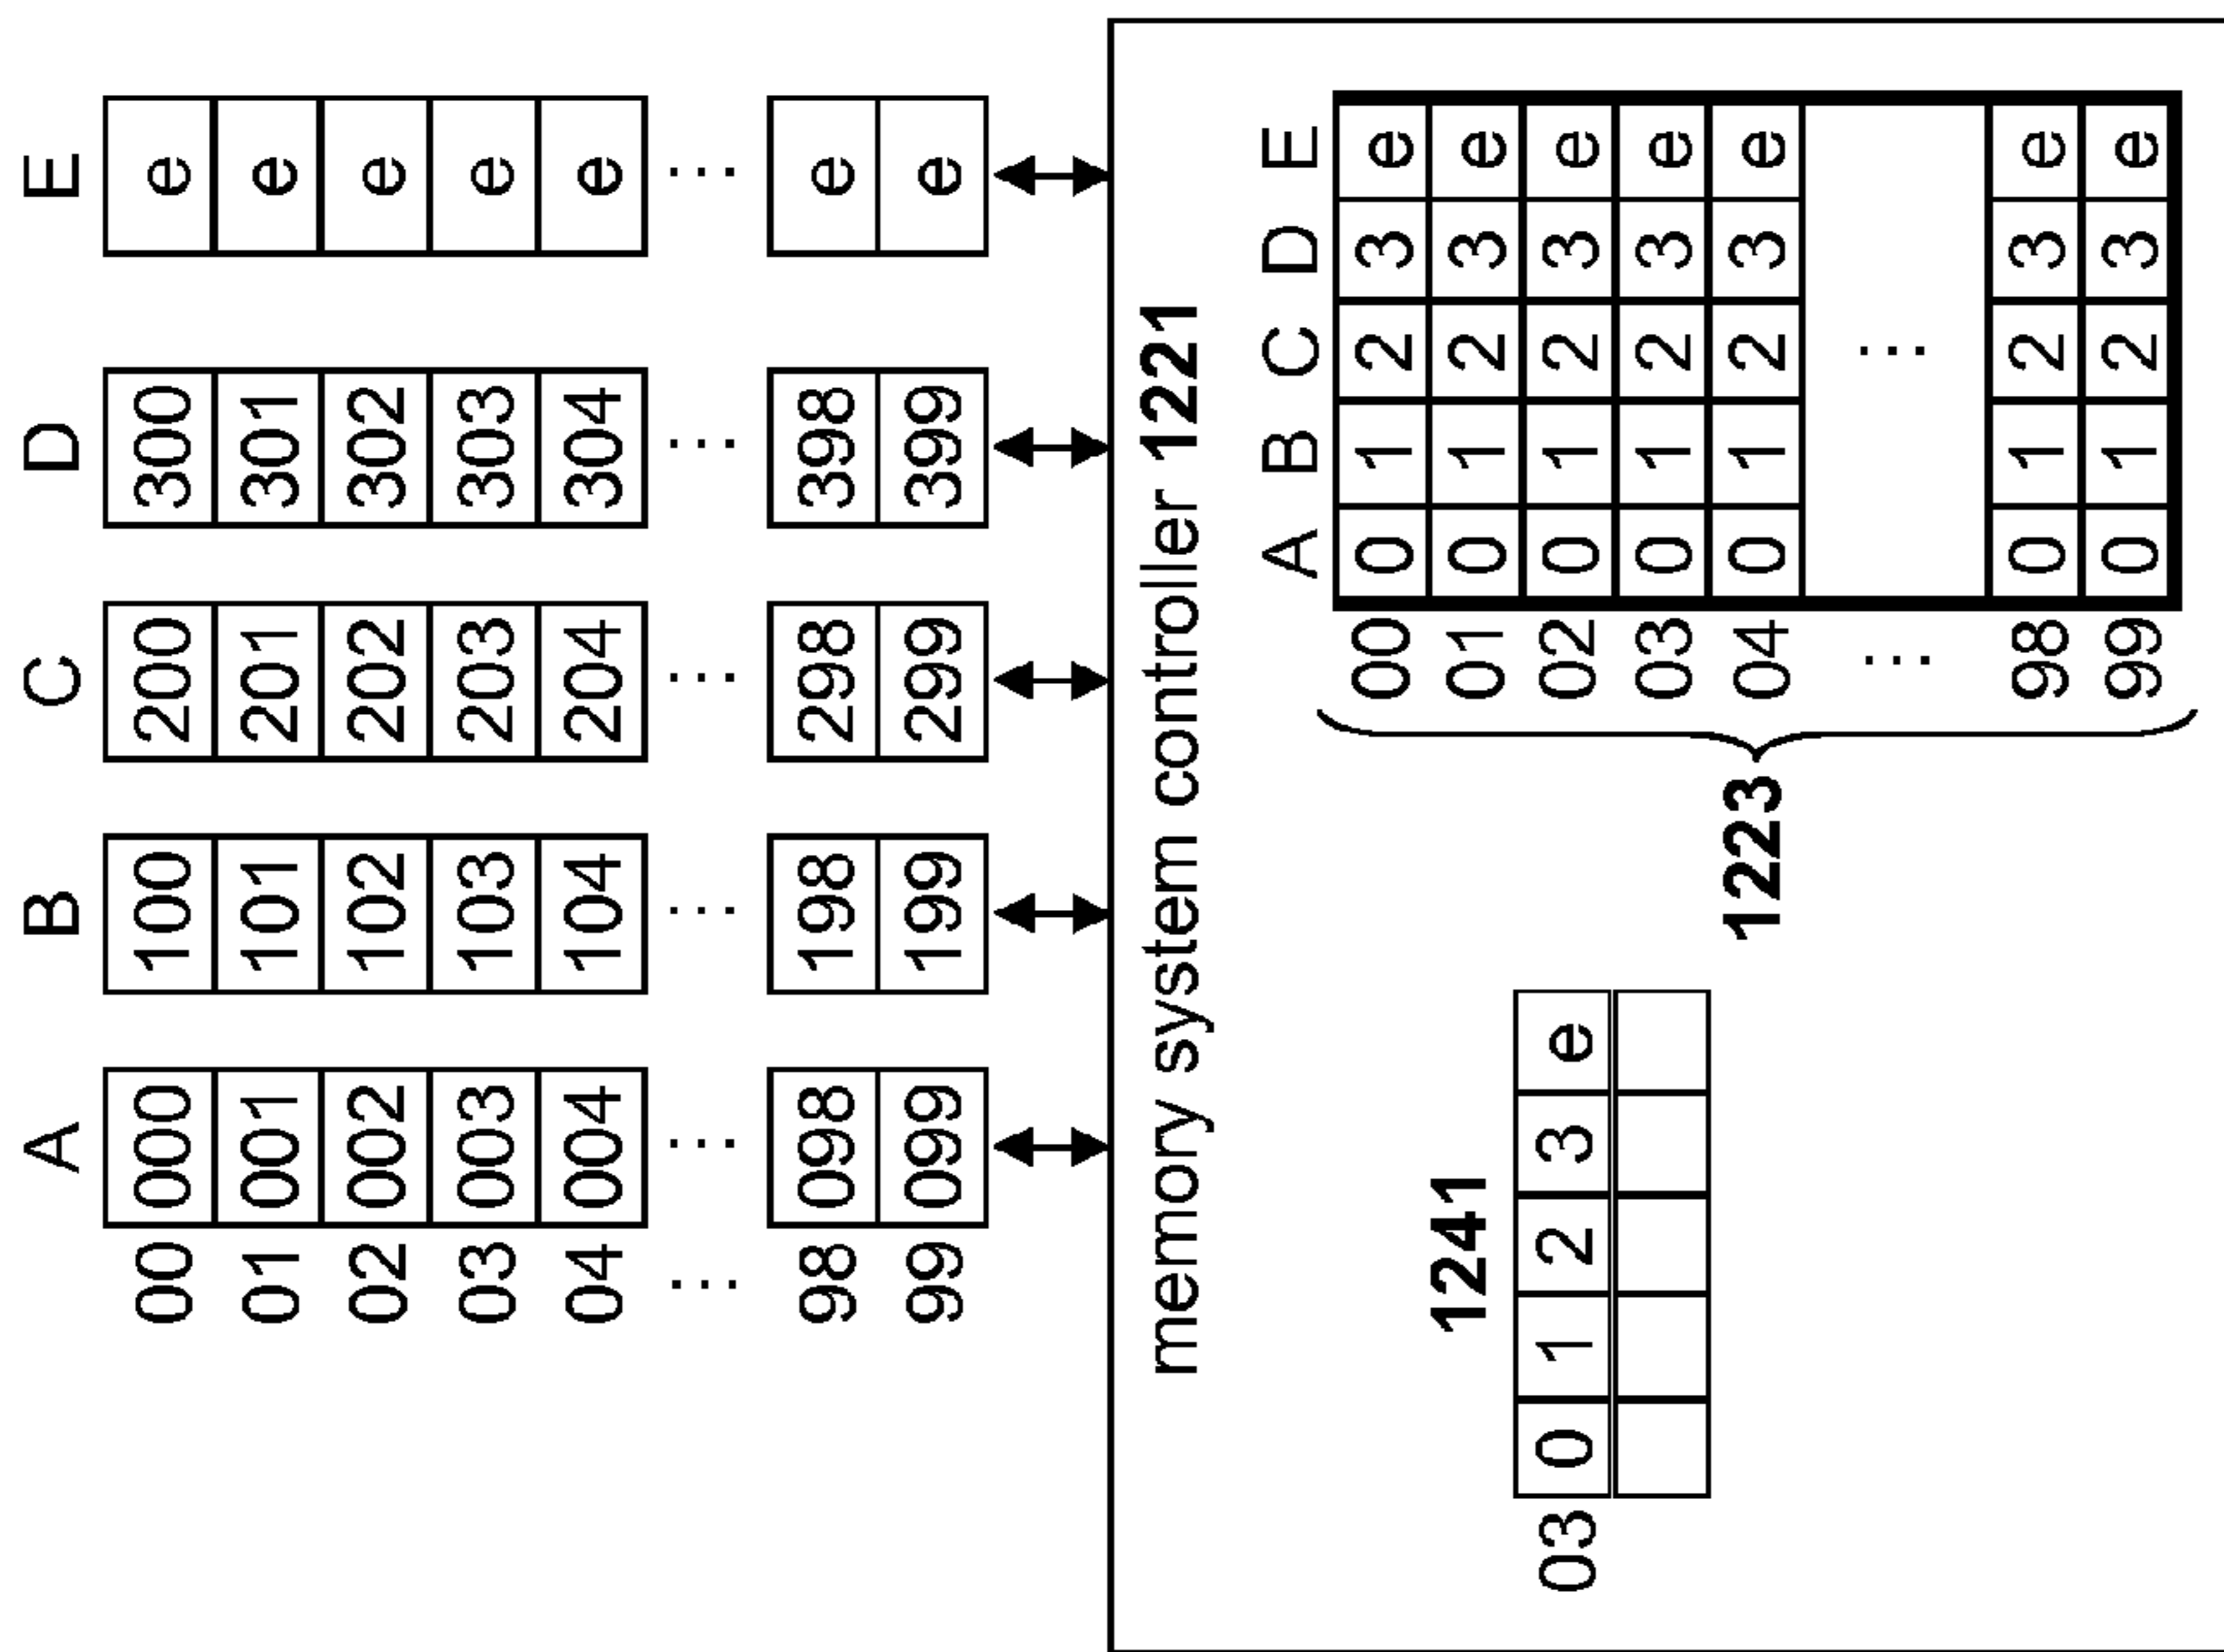 A B C D E
00 000 100 200 300 e
01 001 101 201 301 e
02 002 102 202 302 e
03 003 103 203 303 e
04 004 104 204 304 e
... ... ... ... ... ...
98 098 198 298 398 e
99 099 199 299 399 e
memory system controller 1221
1241
03 0 1 2 3 e
1223
A B C D E
00 0 1 2 3 e
01 0 1 2 3 e
02 0 1 2 3 e
03 0 1 2 3 e
04 0 1 2 3 e
... ...
98 0 1 2 3 e
99 0 1 2 3 e